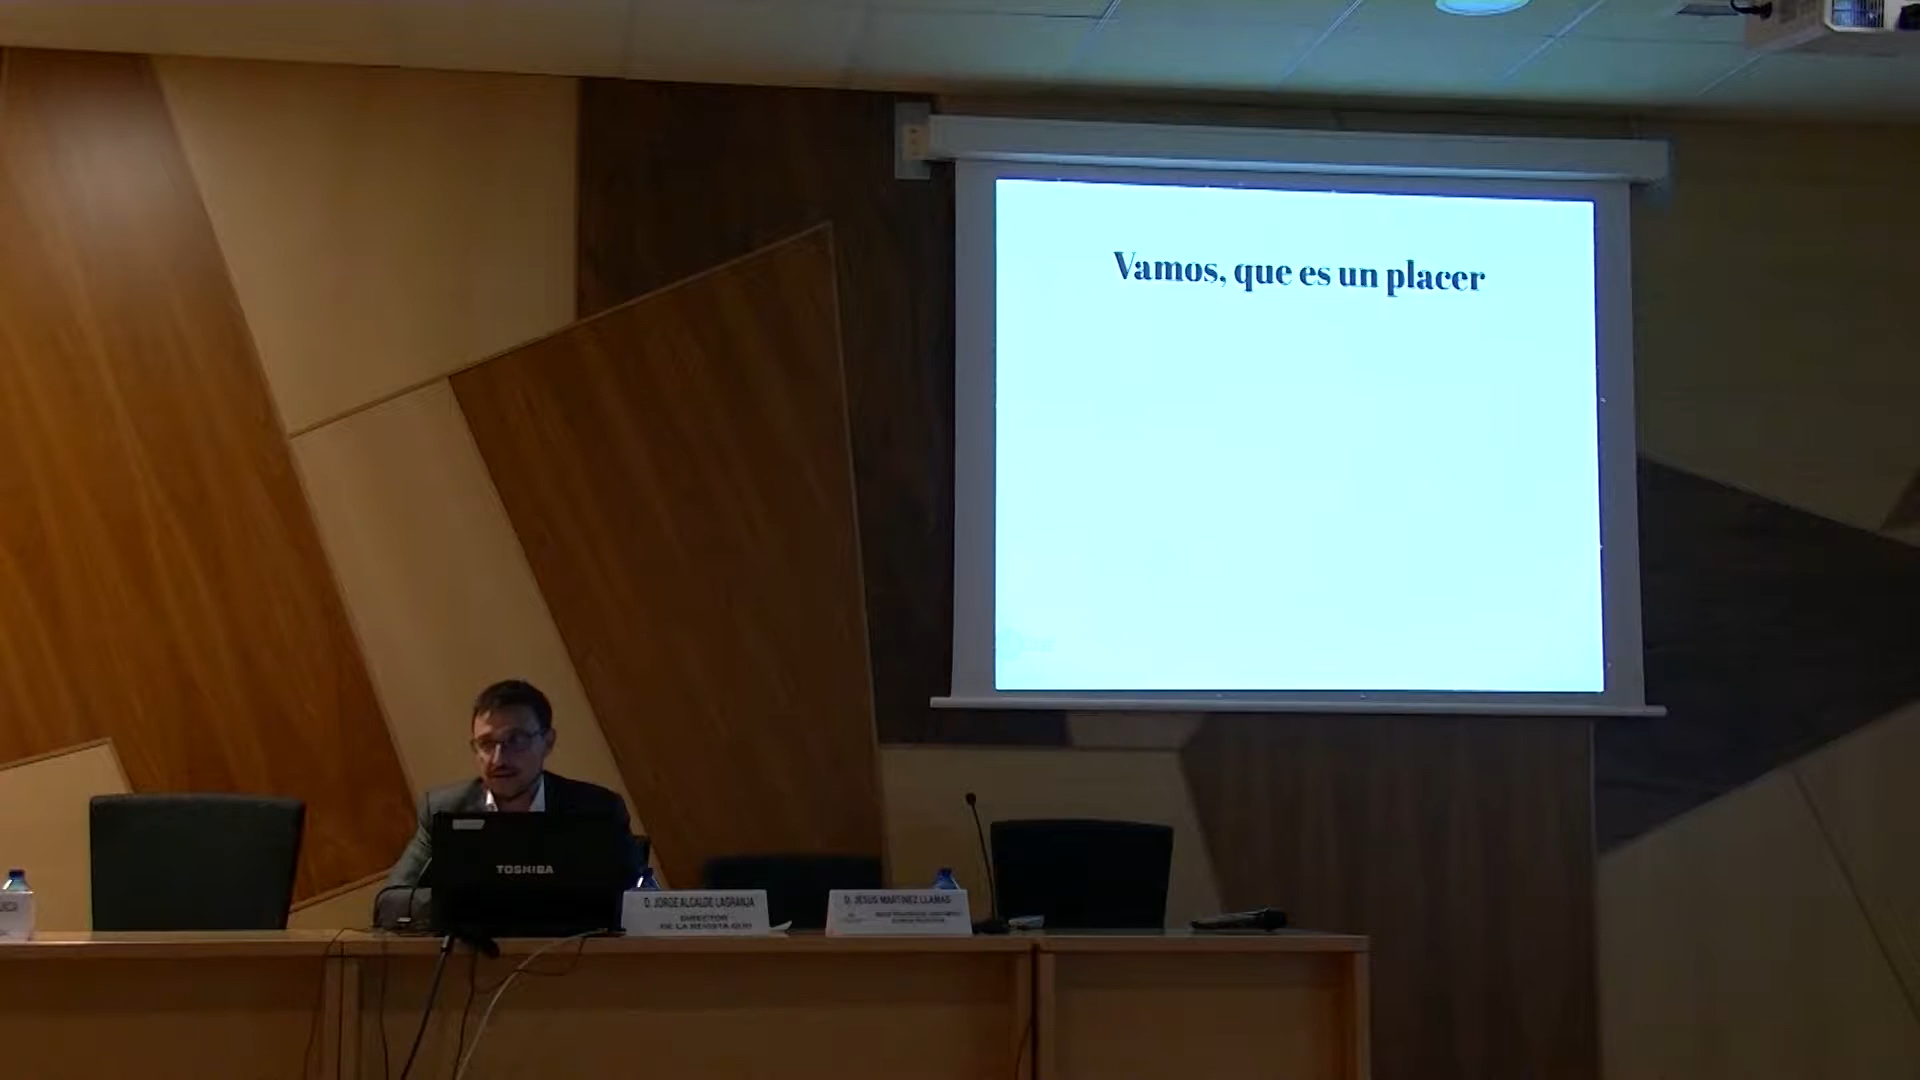 Vamos, que es un placer
TOSHIBA
D. JORGE ALCALDE LAGRANJA
DIRECTOR
DE LA REVISTA QUO
D. JESUS MARTINEZ LLAMAS